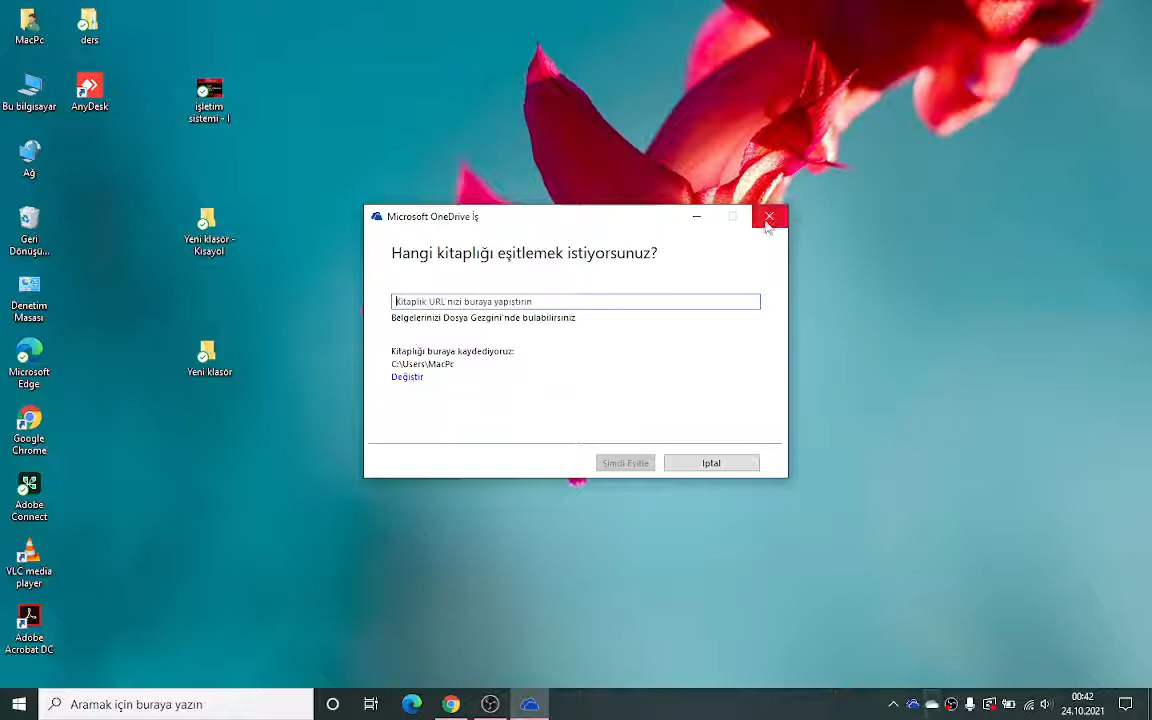 MacPc
ders
Bu bilgisayar
AnyDesk
işletim
sistemi - I
Ağ
Geri
Dönüşü...
Yeni klasör -
Kısayol
Denetim
Masası
Microsoft
Edge
Yeni klasör
Google
Chrome
Adobe
Connect
VLC media
player
Adobe
Acrobat DC
Microsoft OneDrive İş
Hangi kitaplığı eşitlemek istiyorsunuz?
Kitaplık URL'nizi buraya yapıştırın
Belgelerinizi Dosya Gezgini'nde bulabilirsiniz
Kitaplığı buraya kaydediyoruz:
C:\Users\MacPc
Değiştir
Şimdi Eşitle
İptal
Aramak için buraya yazın
00:42
24.10.2021